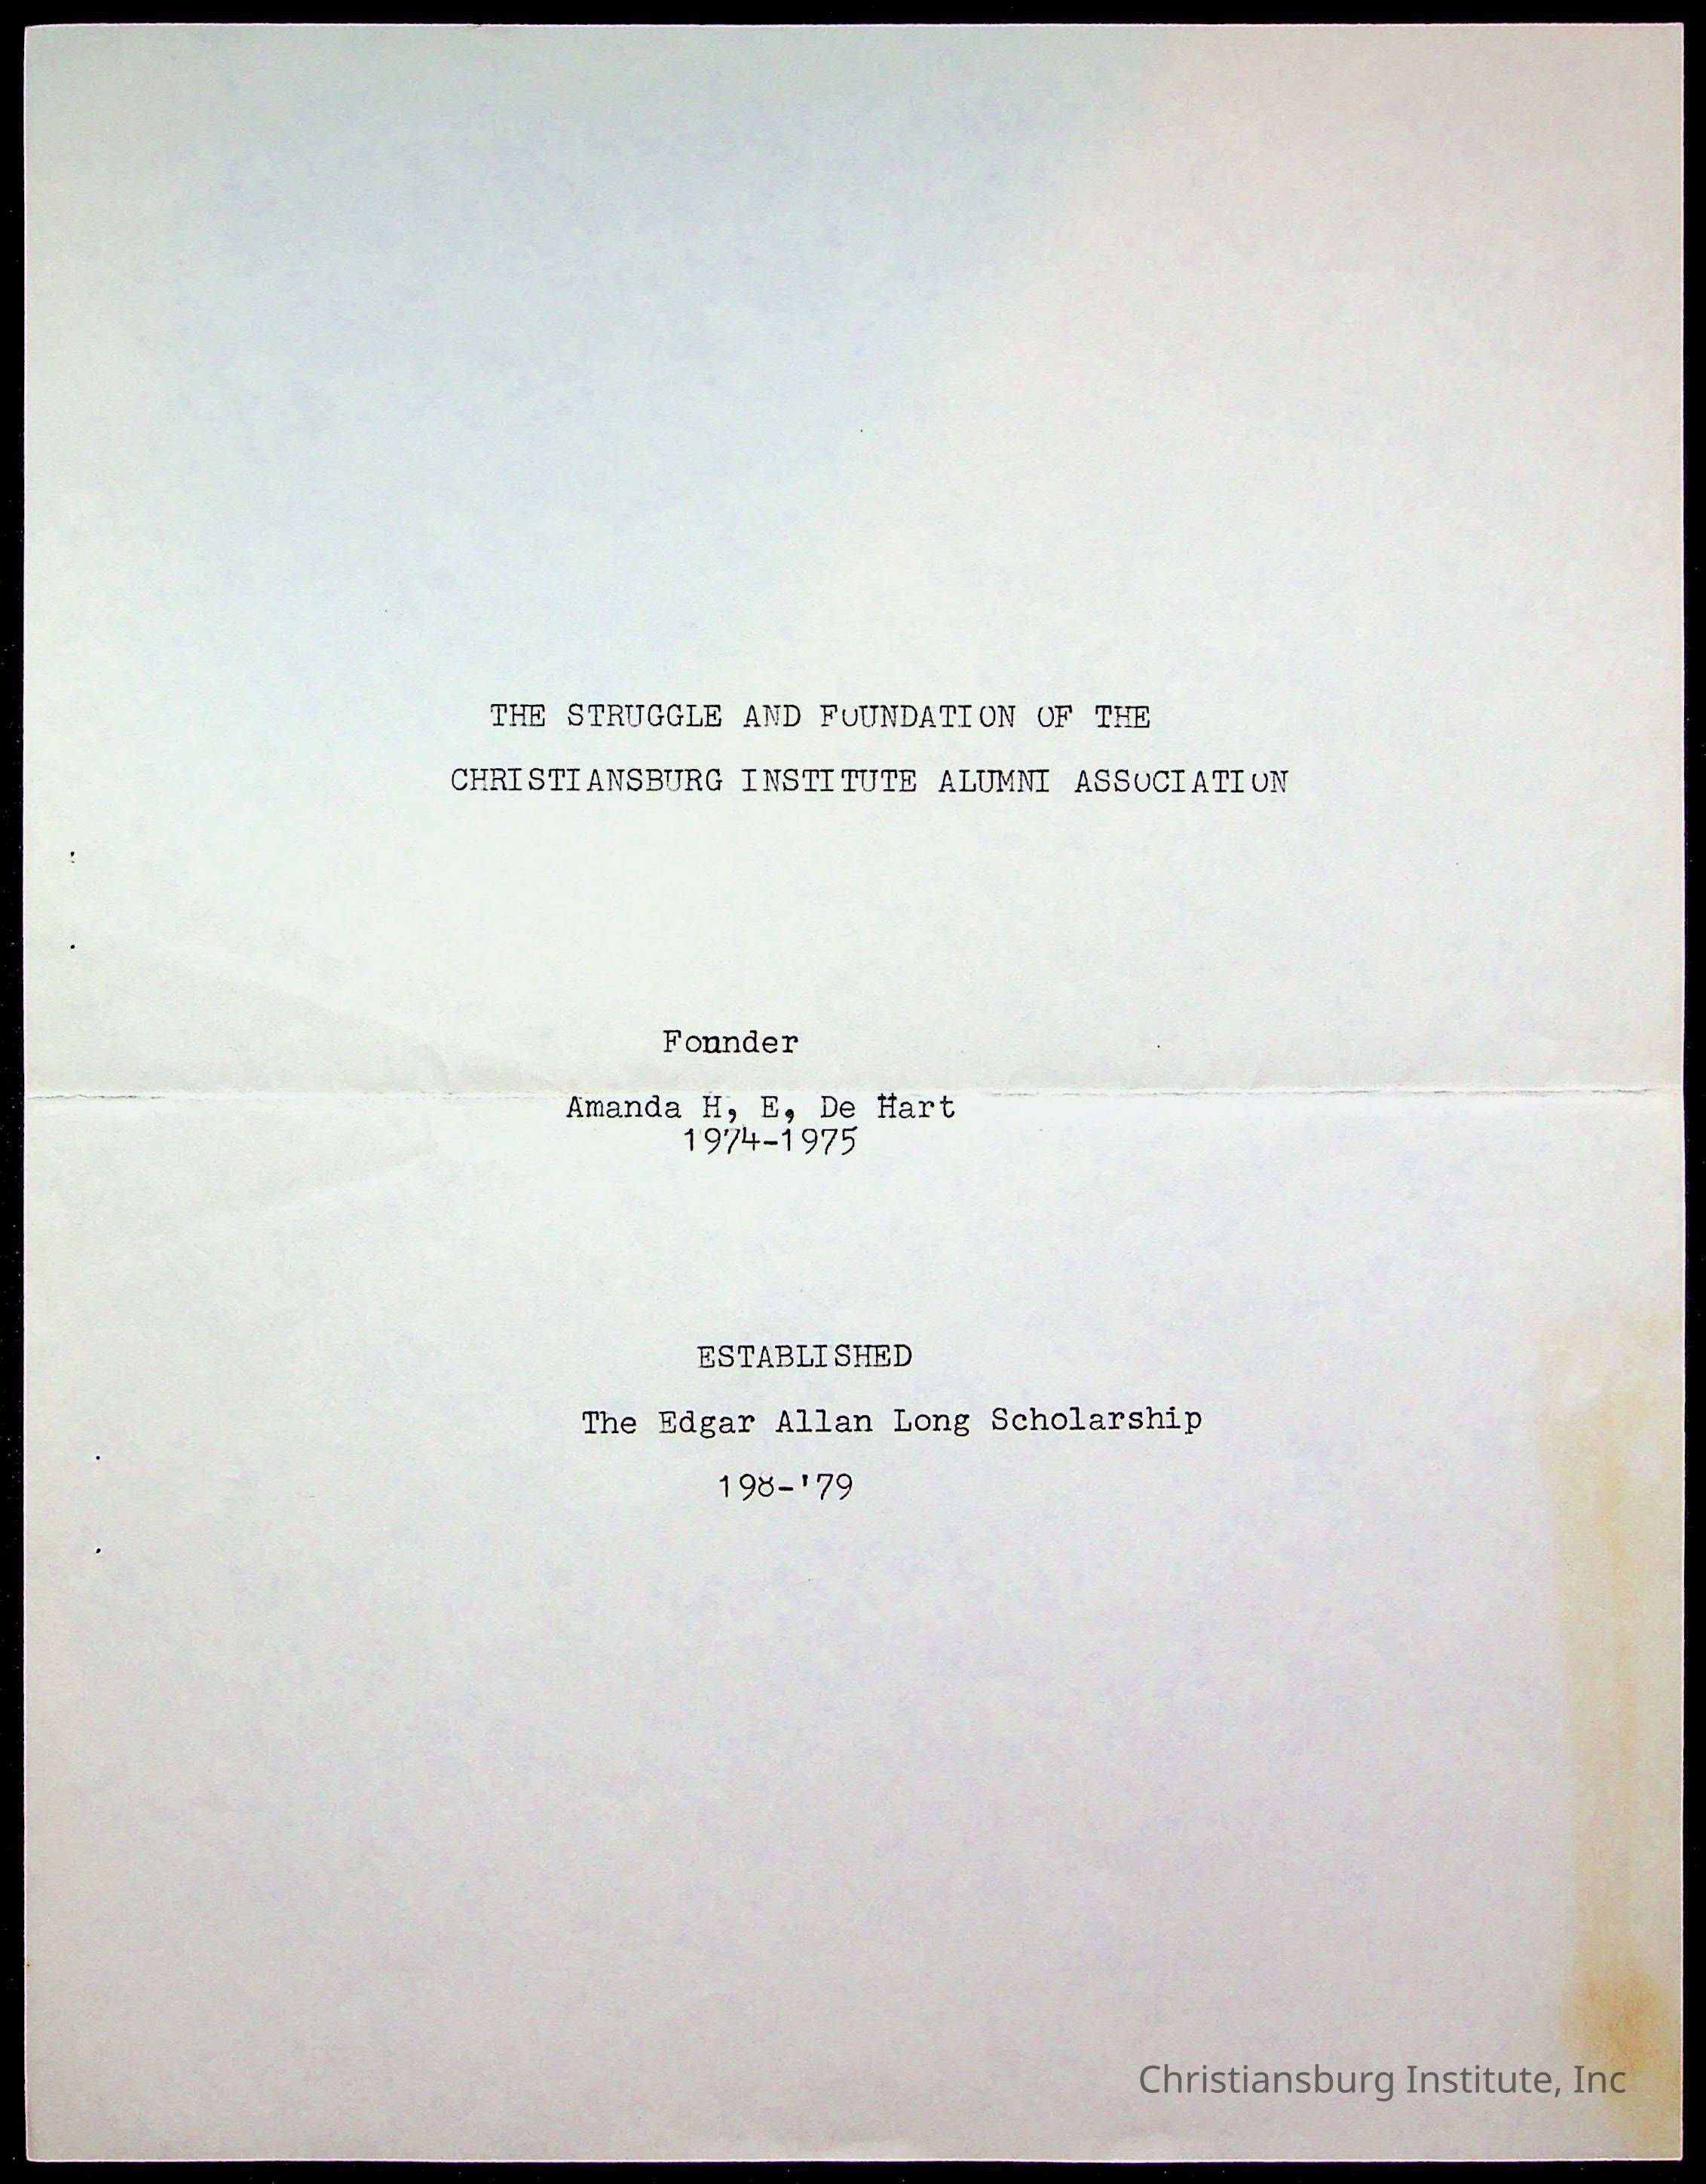 THE STRUGGLE AND FOUNDATION OF THE
CHRISTIANSBURG INSTITUTE ALUMNI ASSOCIATION
Founder
Amanda H, E, De Hart
1974-1975
ESTABLISHED
The Edgar Allan Long Scholarship
198-'79
Christiansburg Institute, Inc